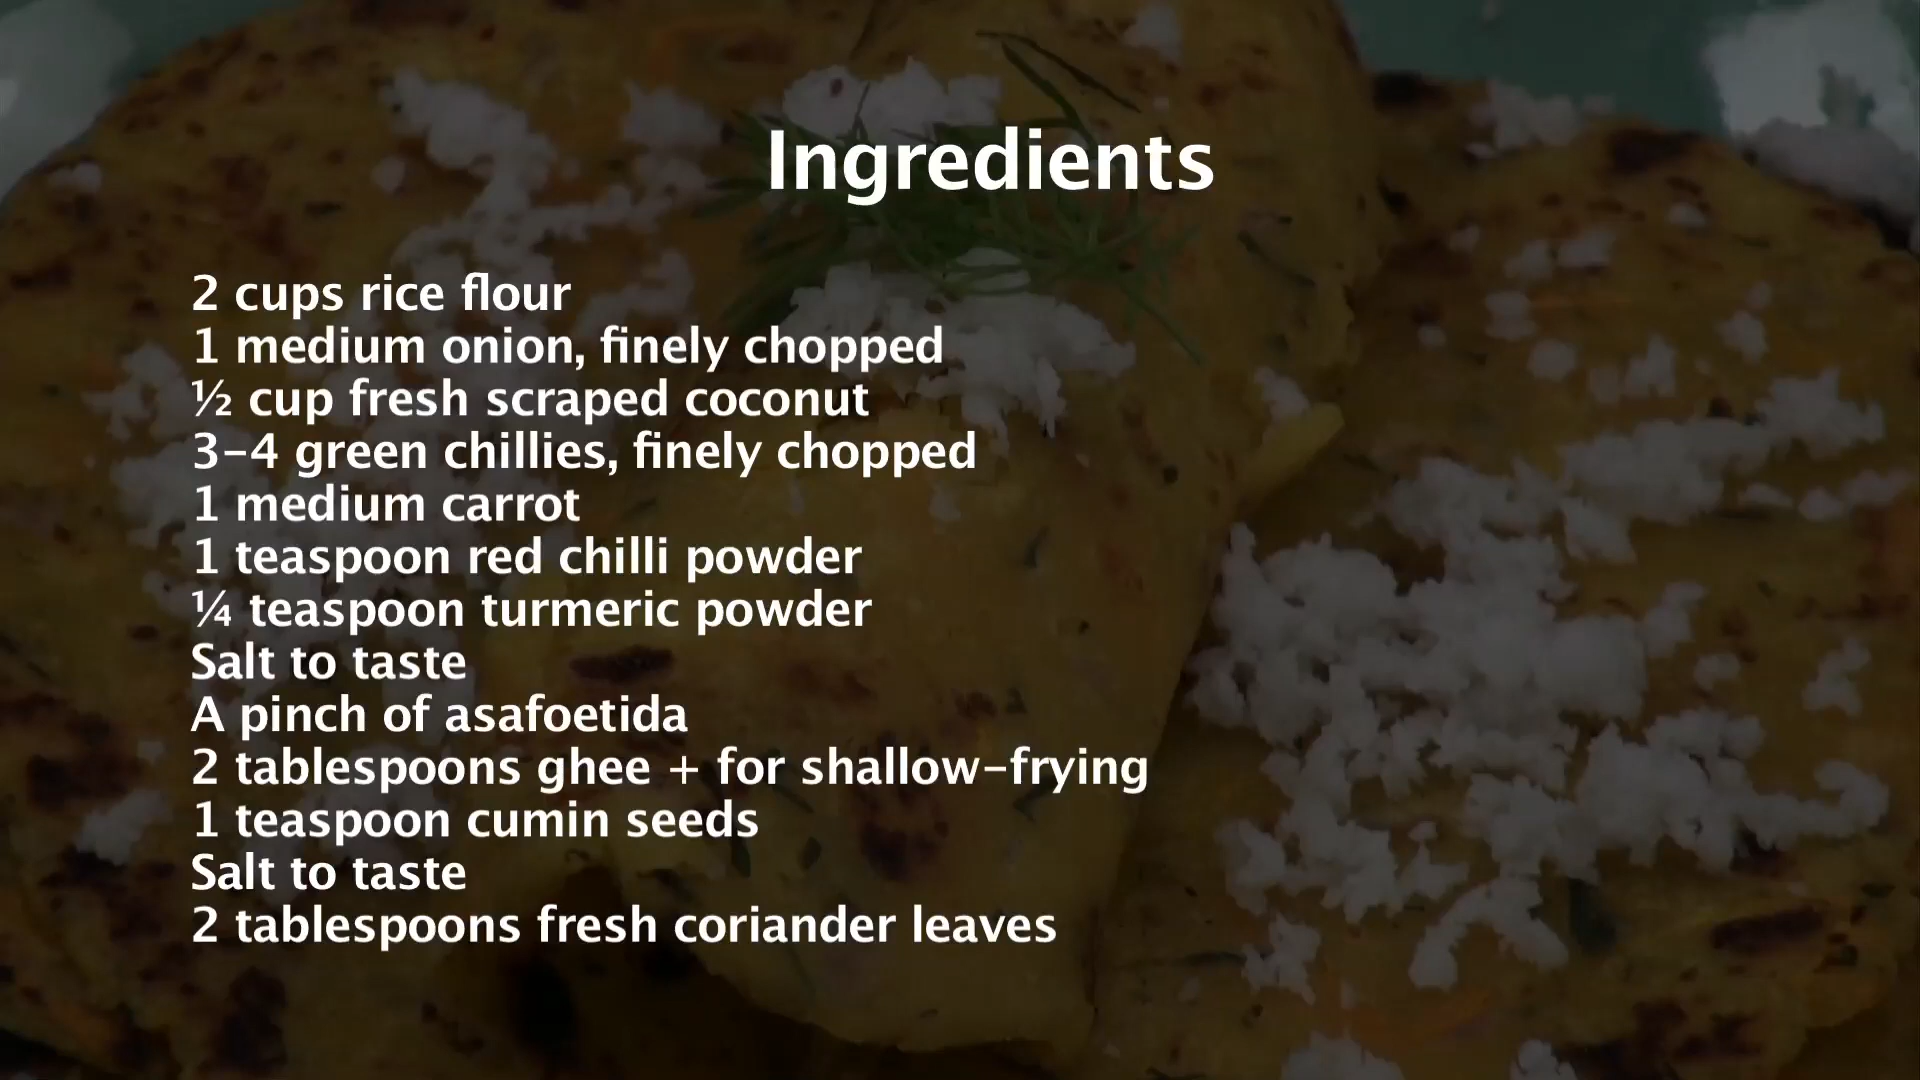 Ingredients
2 cups rice flour
1 medium onion, finely chopped
½ cup fresh scraped coconut
3-4 green chillies, finely chopped
1 medium carrot
1 teaspoon red chilli powder
¼ teaspoon turmeric powder
Salt to taste
A pinch of asafoetida
2 tablespoons ghee + for shallow-frying
1 teaspoon cumin seeds
Salt to taste
2 tablespoons fresh coriander leaves